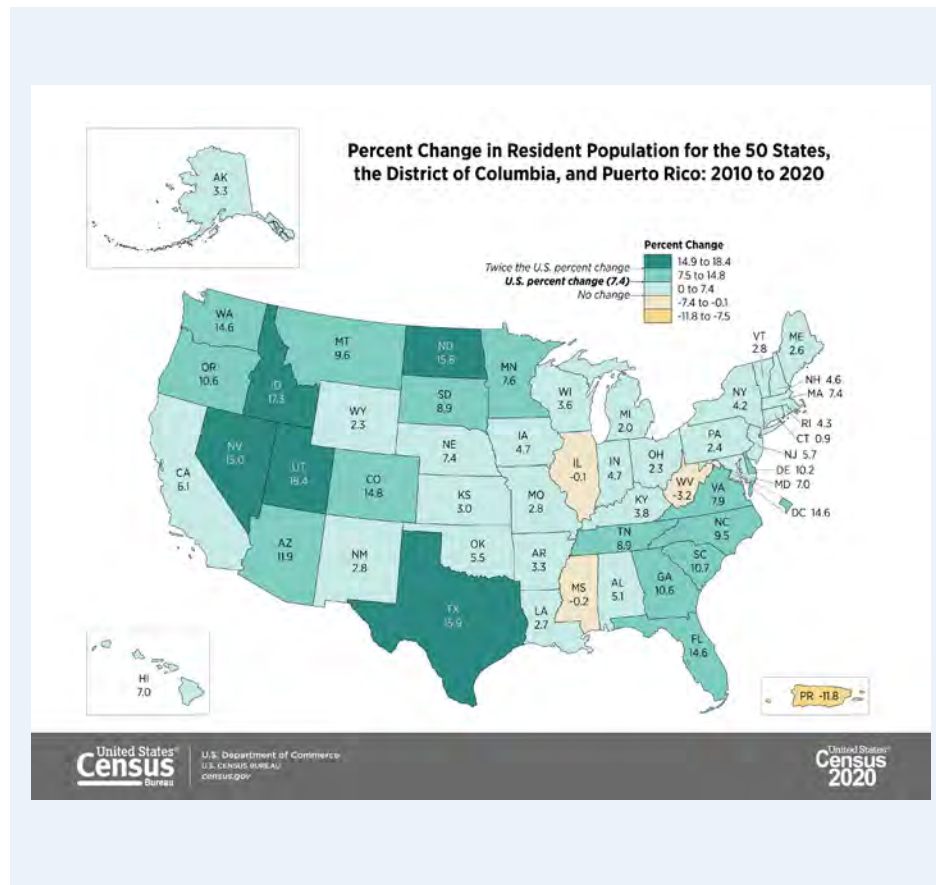 Percent Change in Resident Population for the 50 States,
the District of Columbia, and Puerto Rico: 2010 to 2020
AK
3.3
Percent Change
Twice the U.S. percent change
14.9 to 18.4
U.S. percent change (7.4)
7.5 to 14.8
No change
0 to 7.4
-7.4 to -0.1
-11.8 to -7.5
WA
14.6
MT
9.6
ND
15.8
MN
7.6
VT
2.8
ME
2.6
OR
10.6
ID
17.3
SD
8.9
WI
3.6
NH 4.6
MA 7.4
NY
4.2
WY
2.3
MI
2.0
RI 4.3
CT 0.9
NV
15.0
IA
4.7
PA
2.4
NJ 5.7
NE
7.4
OH
2.3
DE 10.2
MD 7.0
CA
6.1
UT
18.4
CO
14.8
IL
-0.1
IN
4.7
WV
-3.2
VA
7.9
DC 14.6
KS
3.0
MO
2.8
KY
3.8
NC
9.5
TN
8.9
AZ
11.9
NM
2.8
OK
5.5
AR
3.3
SC
10.7
MS
-0.2
AL
5.1
GA
10.6
TX
15.9
LA
2.7
FL
14.6
HI
7.0
PR -11.8
United States®
Census
Bureau
U.S. Department of Commerce
U.S. CENSUS BUREAU
census.gov
United States®
Census
2020